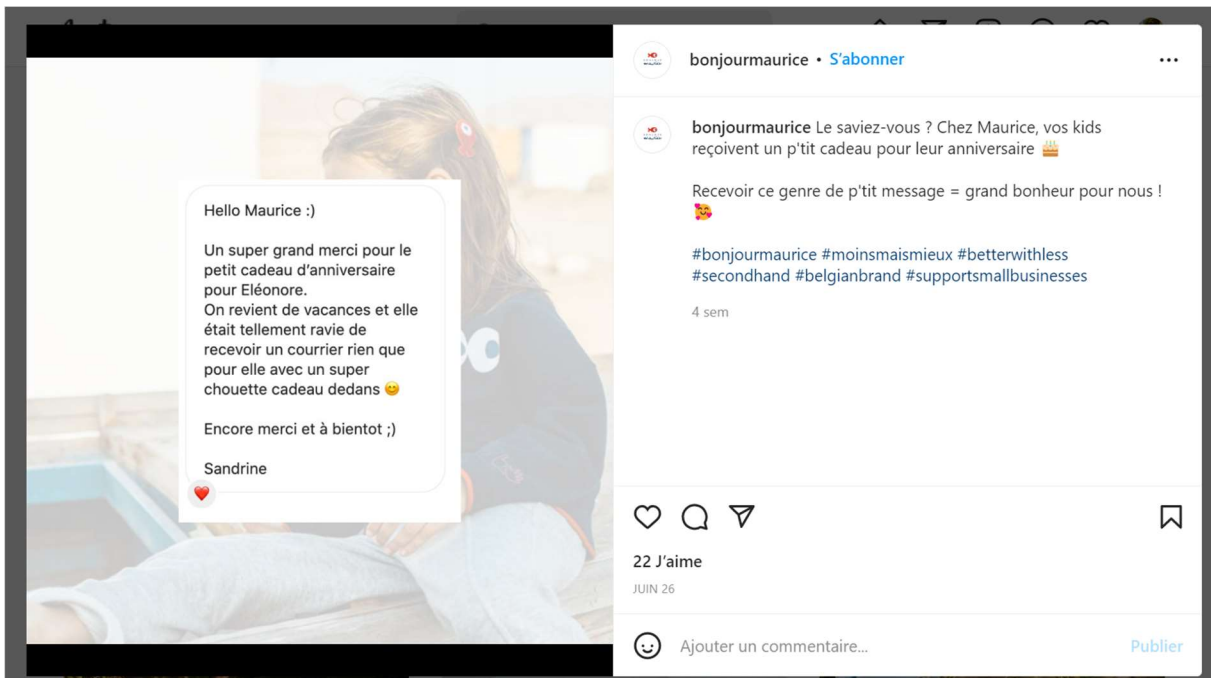 Hello Maurice :)
Un super grand merci pour le
petit cadeau d'anniversaire
pour Eléonore.
On revient de vacances et elle
était tellement ravie de
recevoir un courrier rien que
pour elle avec un super
chouette cadeau dedans 😊
Encore merci et à bientot ;)
Sandrine
bonjourmaurice • S'abonner
bonjourmaurice Le saviez-vous ? Chez Maurice, vos kids
reçoivent un p'tit cadeau pour leur anniversaire 🎂
Recevoir ce genre de p'tit message = grand bonheur pour nous !
🥰
#bonjourmaurice #moinsmaismieux #betterwithless
#secondhand #belgianbrand #supportsmallbusinesses
4 sem
22 J'aime
JUIN 26
Ajouter un commentaire...
Publier